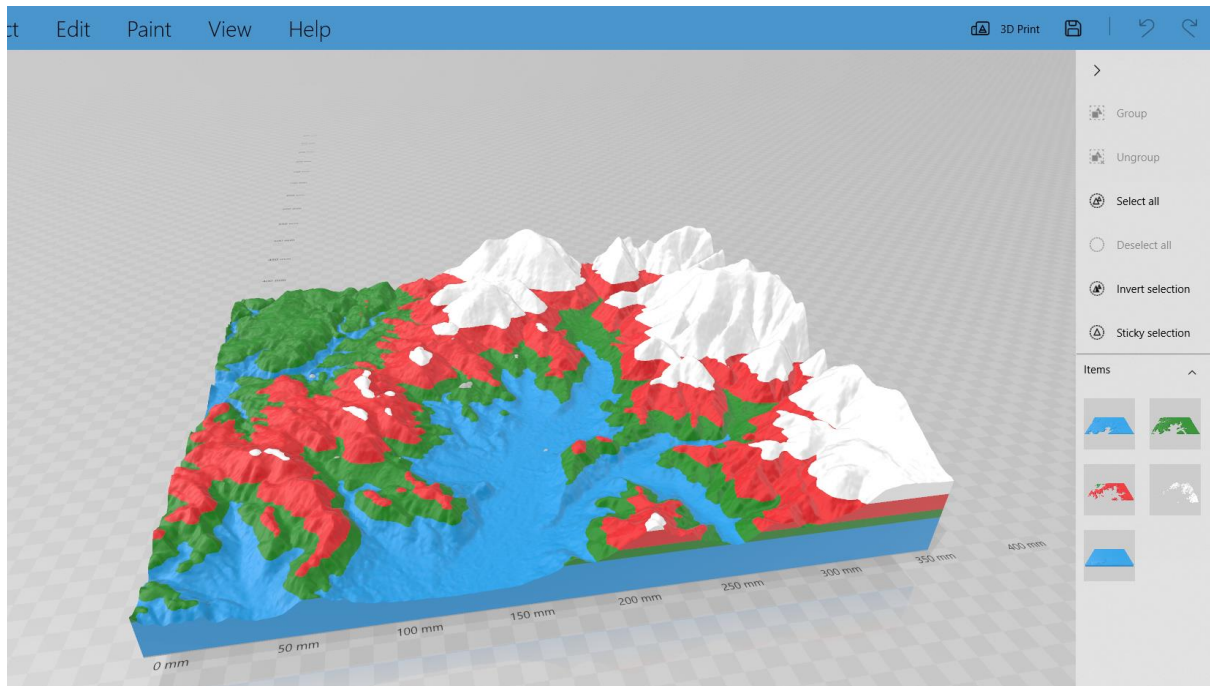 ct Edit Paint View Help 3D Print
Group
Ungroup
Select all
Deselect all
Invert selection
Sticky selection
Items
0 mm
50 mm
100 mm
150 mm
200 mm
250 mm
300 mm
350 mm
400 mm